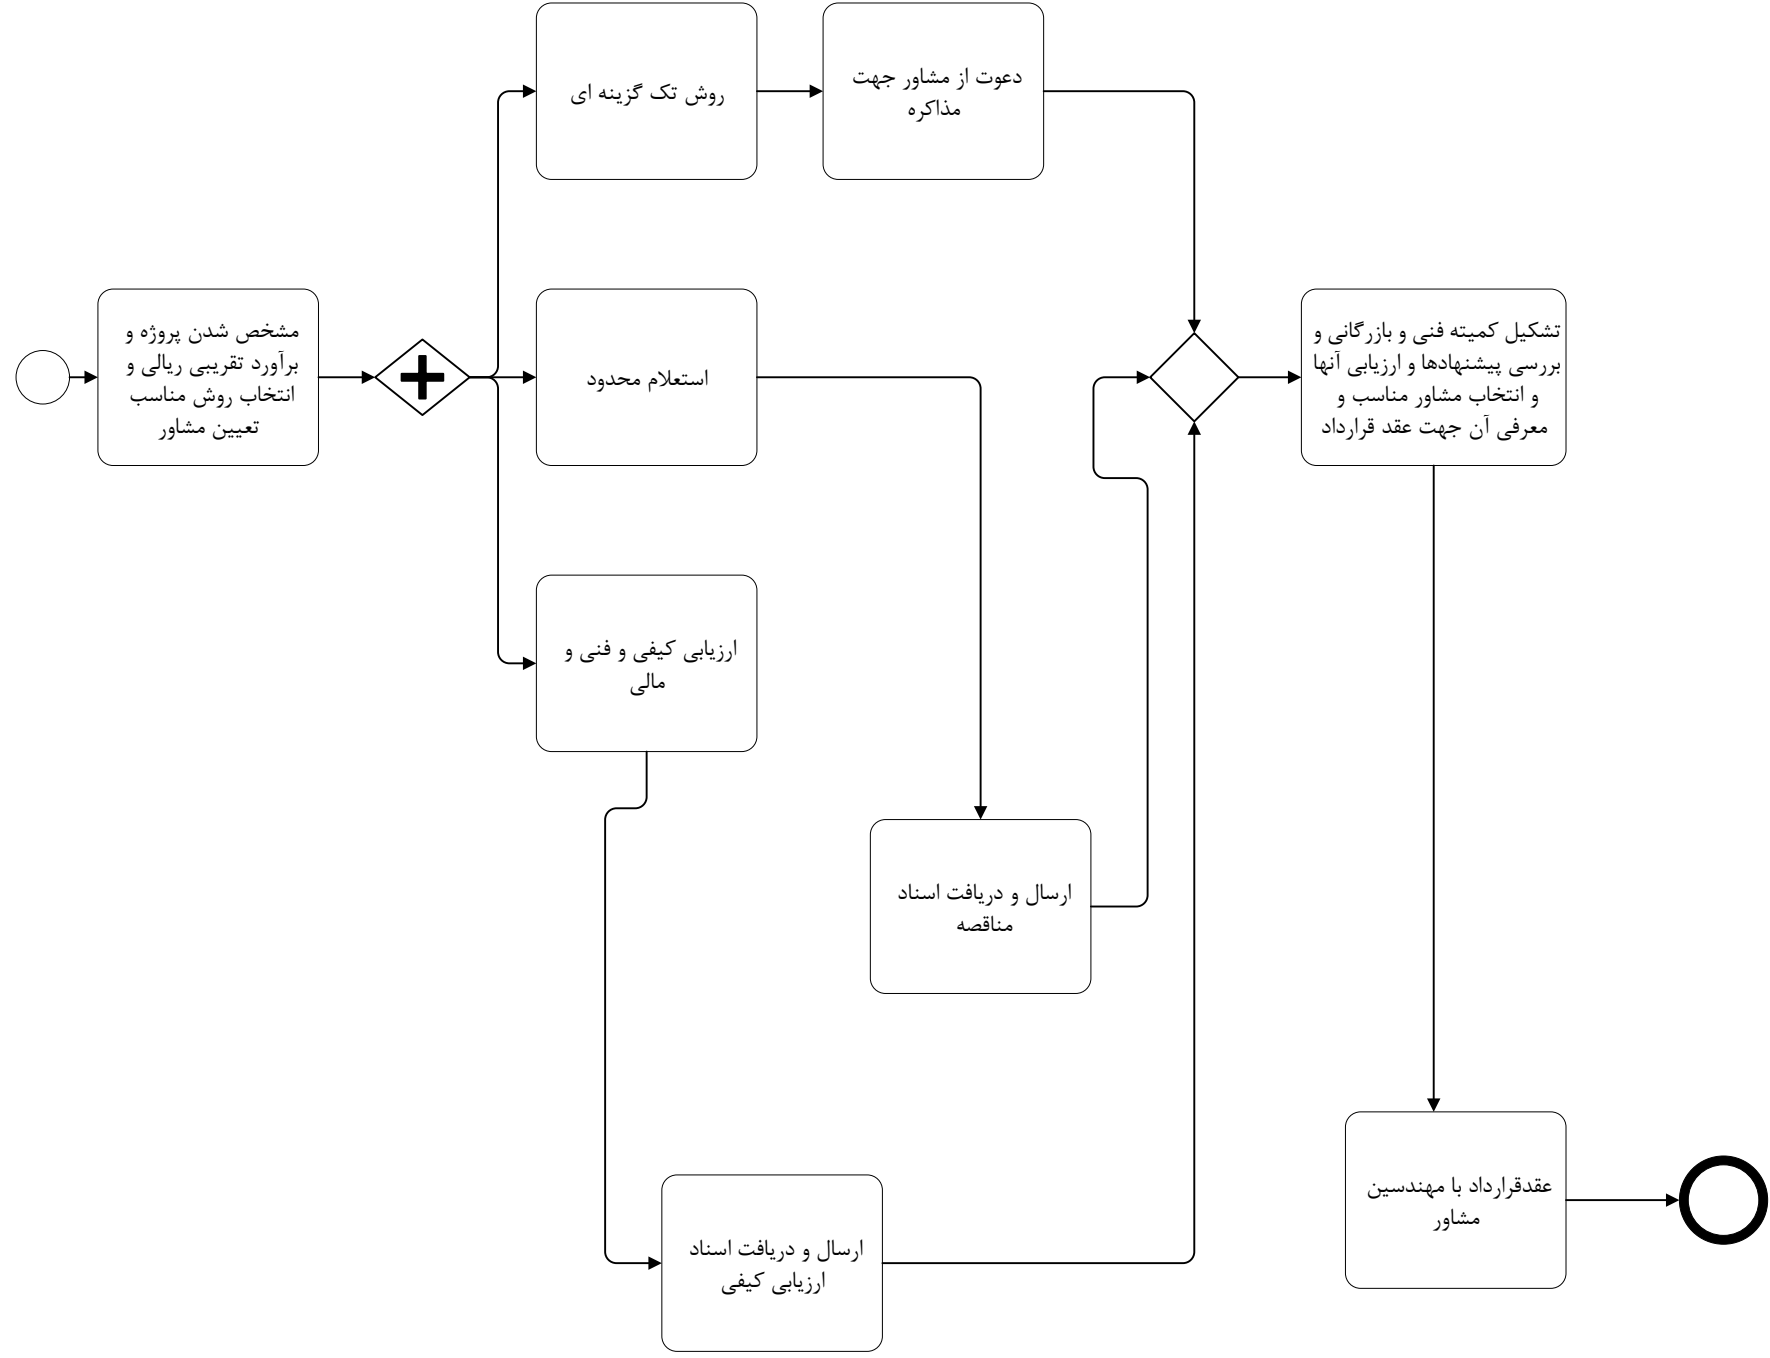 روش تک گزینه ای
دعوت از مشاور جهت
مذاکره
مشخص شدن پروژه و
برآورد تقریبی ریالی و
انتخاب روش مناسب
تعیین مشاور
استعلام محدود
تشکیل کمیته فنی و بازرگانی و
بررسی پیشنهادها و ارزیابی آنها
و انتخاب مشاور مناسب و
معرفی آن جهت عقد قرارداد
ارزیابی کیفی و فنی و
مالی
ارسال و دریافت اسناد
مناقصه
ارسال و دریافت اسناد
ارزیابی کیفی
عقدقرارداد با مهندسین
مشاور